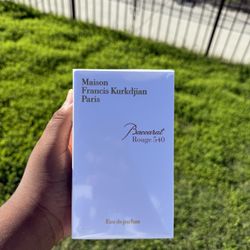 Maison
Francis Kurkdjian
Paris
Baccarat
Rouge 540
Eau de parfum